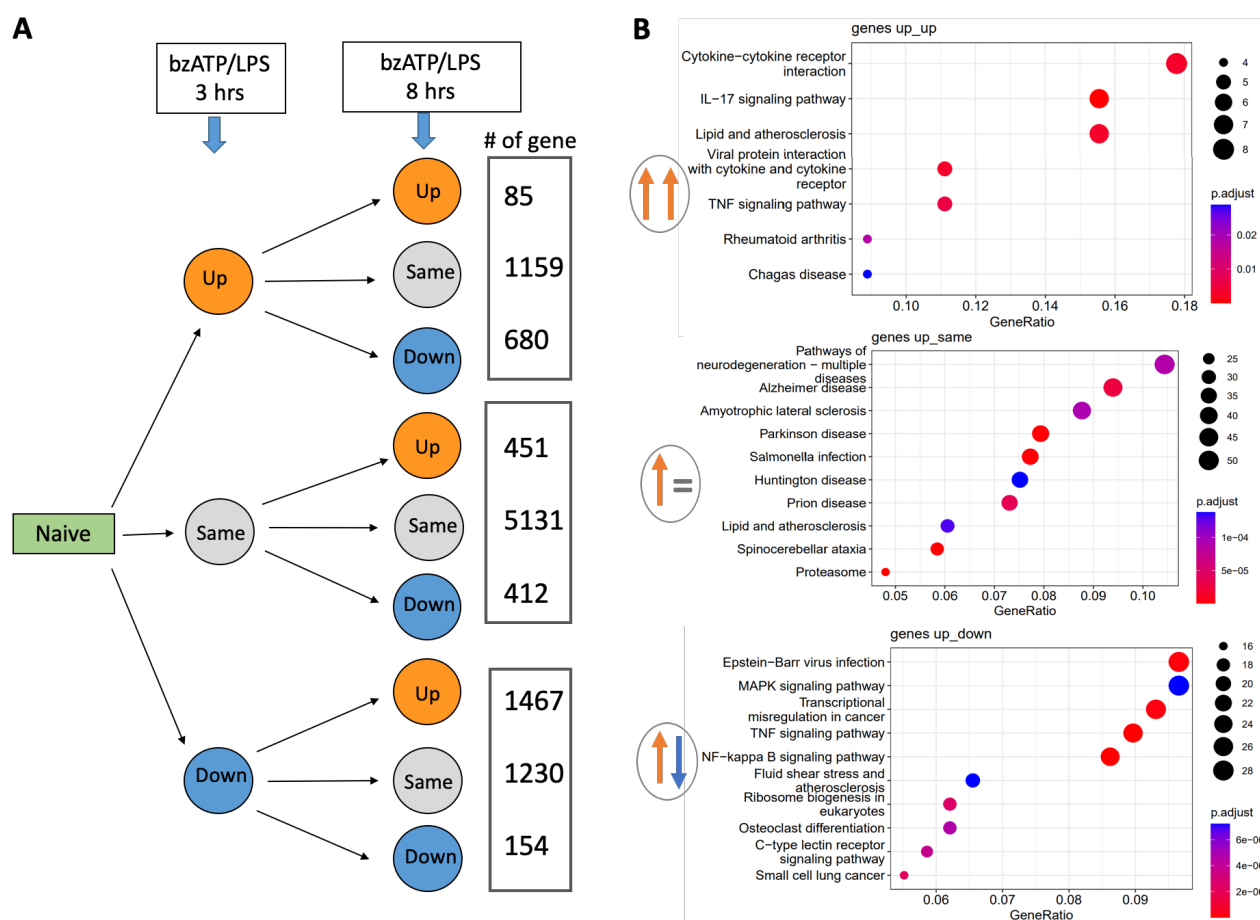 A
bzATP/LPS
3 hrs
bzATP/LPS
8 hrs
# of gene
Naive
Up
Same
Down
Up
85
Same
1159
Down
680
Up
451
Same
5131
Down
412
Up
1467
Same
1230
Down
154
B
genes up_up
Cytokine−cytokine receptor
interaction
IL−17 signaling pathway
Lipid and atherosclerosis
Viral protein interaction
with cytokine and cytokine
receptor
TNF signaling pathway
Rheumatoid arthritis
Chagas disease
0.10 0.12 0.14 0.16 0.18
GeneRatio
4
5
6
7
8
p.adjust
0.02
0.01
genes up_same
Pathways of
neurodegeneration − multiple
diseases
Alzheimer disease
Amyotrophic lateral sclerosis
Parkinson disease
Salmonella infection
Huntington disease
Prion disease
Lipid and atherosclerosis
Spinocerebellar ataxia
Proteasome
0.05 0.06 0.07 0.08 0.09 0.10
GeneRatio
25
30
35
40
45
50
p.adjust
1e−04
5e−05
genes up_down
Epstein−Barr virus infection
MAPK signaling pathway
Transcriptional
misregulation in cancer
TNF signaling pathway
NF−kappa B signaling pathway
Fluid shear stress and
atherosclerosis
Ribosome biogenesis in
eukaryotes
Osteoclast differentiation
C−type lectin receptor
signaling pathway
Small cell lung cancer
0.06 0.07 0.08 0.09
GeneRatio
16
18
20
22
24
26
28
p.adjust